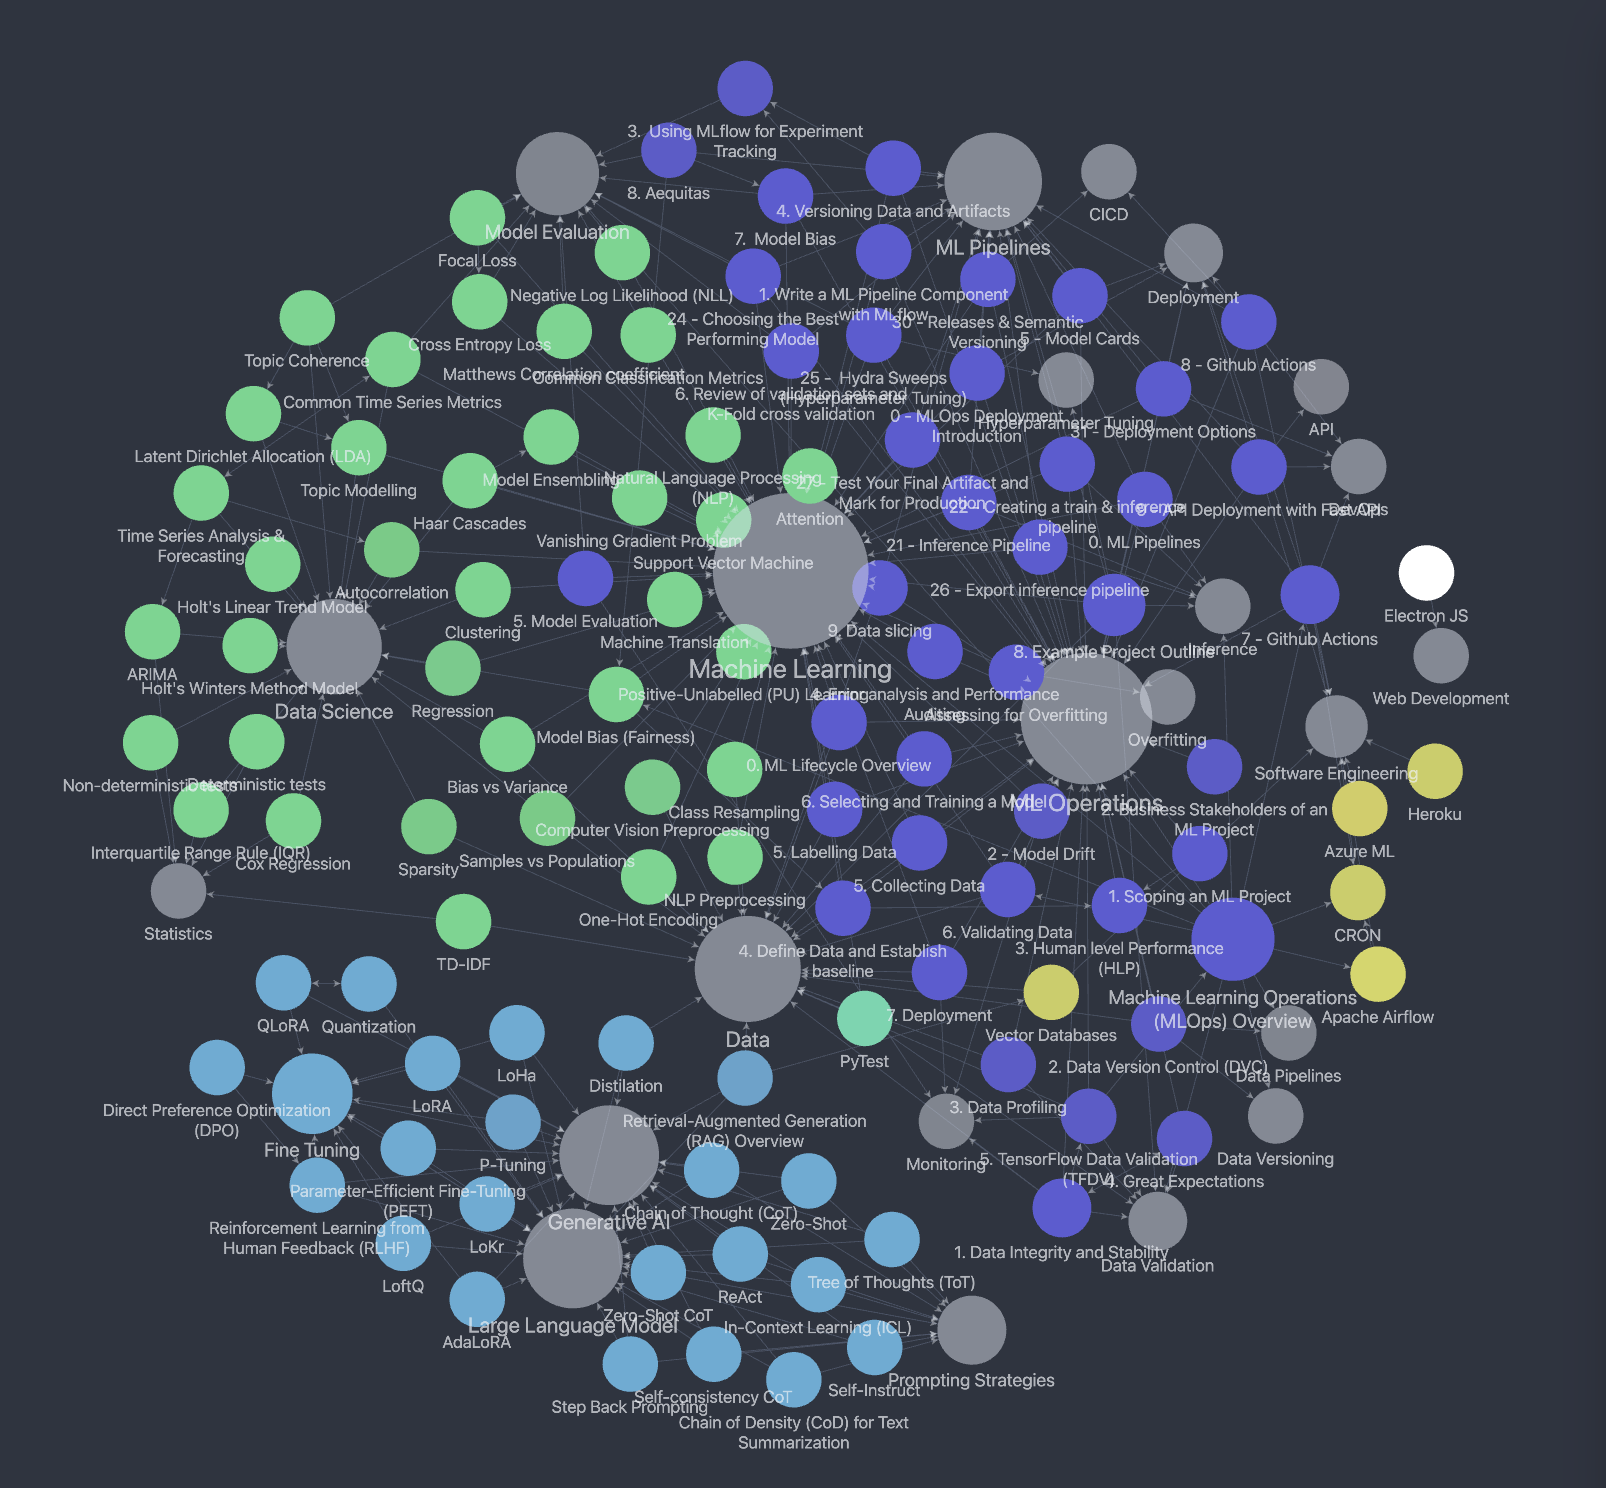 3. Using MLflow for Experiment
Tracking
8. Aequitas
4. Versioning Data and Artifacts
CICD
Model Evaluation
7. Model Bias
ML Pipelines
Focal Loss
Negative Log Likelihood (NLL)
1. Write a ML Pipeline Component
with MLflow
Deployment
24 - Choosing the Best
Performing Model
30 - Releases & Semantic
Versioning
5 - Model Cards
Topic Coherence
Cross Entropy Loss
8 - Github Actions
Matthews Correlation coefficient
Common Classification Metrics
25 - Hydra Sweeps
(Hyperparameter Tuning)
6. Review of validation sets and
K-Fold cross validation
Common Time Series Metrics
0 - MLOps Deployment
Introduction
Hyperparameter Tuning
31 - Deployment Options
API
Latent Dirichlet Allocation (LDA)
Topic Modelling
Model Ensembling
Natural Language Processing
(NLP)
27 - Test Your Final Artifact and
Mark for Production
Haar Cascades
Attention
22 - Creating a train & inference
pipeline
9 - API Deployment with Fast API
DevOps
Time Series Analysis &
Forecasting
Vanishing Gradient Problem
21 - Inference Pipeline
0. ML Pipelines
Support Vector Machine
Autocorrelation
26 - Export inference pipeline
Holt's Linear Trend Model
Electron JS
Clustering
5. Model Evaluation
Machine Translation
9. Data slicing
7 - Github Actions
8. Example Project Outline
Inference
ARIMA
Holt's Winters Method Model
Machine Learning
Positive-Unlabelled (PU) Learning
4. Error analysis and Performance
Auditing
Assessing for Overfitting
Web Development
Data Science
Regression
Model Bias (Fairness)
Overfitting
0. ML Lifecycle Overview
Software Engineering
Non-deterministic tests
Deterministic tests
Bias vs Variance
6. Selecting and Training a Model
ML Operations
2. Business Stakeholders of an
ML Project
Heroku
Class Resampling
Computer Vision Preprocessing
Interquartile Range Rule (IQR)
Cox Regression
Sparsity
Samples vs Populations
5. Labelling Data
2 - Model Drift
Azure ML
5. Collecting Data
1. Scoping an ML Project
NLP Preprocessing
One-Hot Encoding
Statistics
6. Validating Data
CRON
4. Define Data and Establish
baseline
3. Human level Performance
(HLP)
TD-IDF
Machine Learning Operations
(MLOps) Overview
Apache Airflow
7. Deployment
Vector Databases
QLoRA
Quantization
Data
PyTest
2. Data Version Control (DVC)
Data Pipelines
LoHa
Distilation
Direct Preference Optimization
(DPO)
LoRA
3. Data Profiling
Retrieval-Augmented Generation
(RAG) Overview
Fine Tuning
P-Tuning
Monitoring
5. TensorFlow Data Validation
(TFDV)
Data Versioning
4. Great Expectations
Parameter-Efficient Fine-Tuning
(PEFT)
Chain of Thought (CoT)
Zero-Shot
Generative AI
Reinforcement Learning from
Human Feedback (RLHF)
LoKr
1. Data Integrity and Stability
Data Validation
LoftQ
ReAct
Tree of Thoughts (ToT)
Zero-Shot CoT
In-Context Learning (ICL)
Large Language Model
AdaLoRA
Prompting Strategies
Self-Instruct
Self-consistency CoT
Step Back Prompting
Chain of Density (CoD) for Text
Summarization